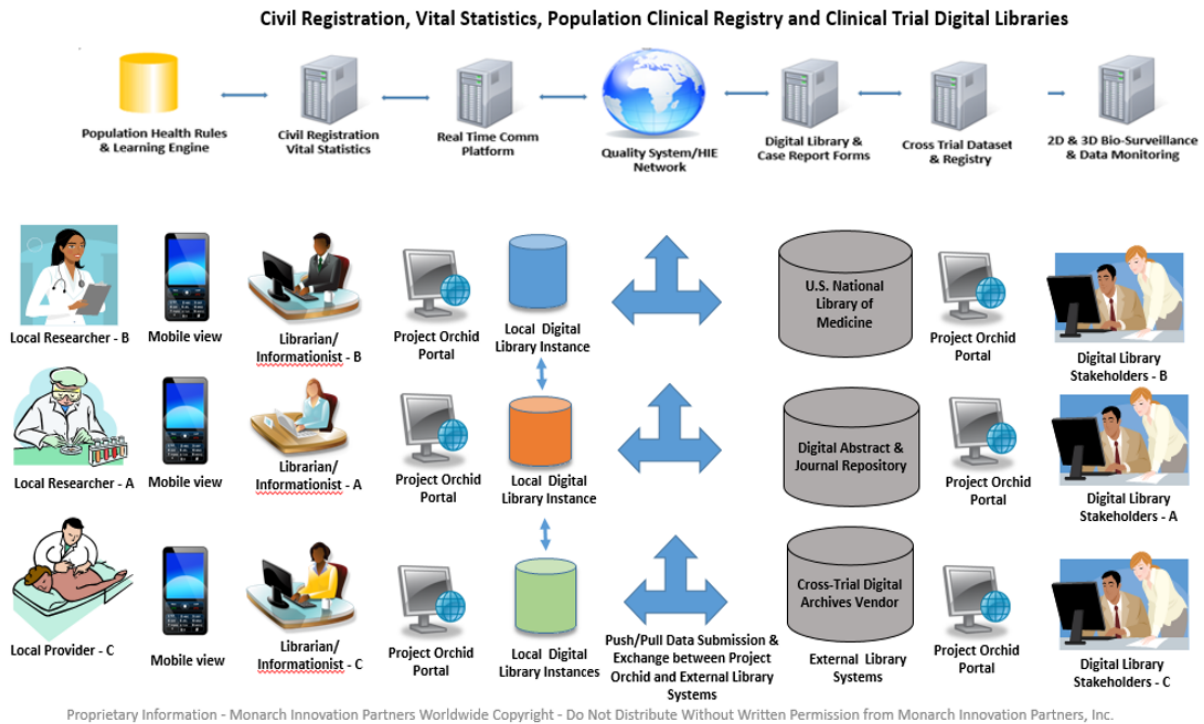 Civil Registration, Vital Statistics, Population Clinical Registry and Clinical Trial Digital Libraries
Population Health Rules
& Learning Engine
Civil Registration
Vital Statistics
Real Time Comm
Platform
Quality System/HIE
Network
Digital Library &
Case Report Forms
Cross Trial Dataset
& Registry
2D & 3D Bio-Surveillance
& Data Monitoring
Local Researcher - B
Mobile view
Librarian/
Informationist - B
Project Orchid
Portal
Local Digital
Library Instance
U.S. National
Library of
Medicine
Project Orchid
Portal
Digital Library
Stakeholders - B
Local Researcher - A
Mobile view
Librarian/
Informationist - A
Project Orchid
Portal
Local Digital
Library Instance
Digital Abstract &
Journal Repository
Project Orchid
Portal
Digital Library
Stakeholders - A
Local Provider - C
Mobile view
Librarian/
Informationist - C
Project Orchid
Portal
Local Digital
Library Instances
Push/Pull Data Submission &
Exchange between Project
Orchid and External Library
Systems
Cross-Trial Digital
Archives Vendor
External Library
Systems
Project Orchid
Portal
Digital Library
Stakeholders - C
Proprietary Information - Monarch Innovation Partners Worldwide Copyright - Do Not Distribute Without Written Permission from Monarch Innovation Partners, Inc.